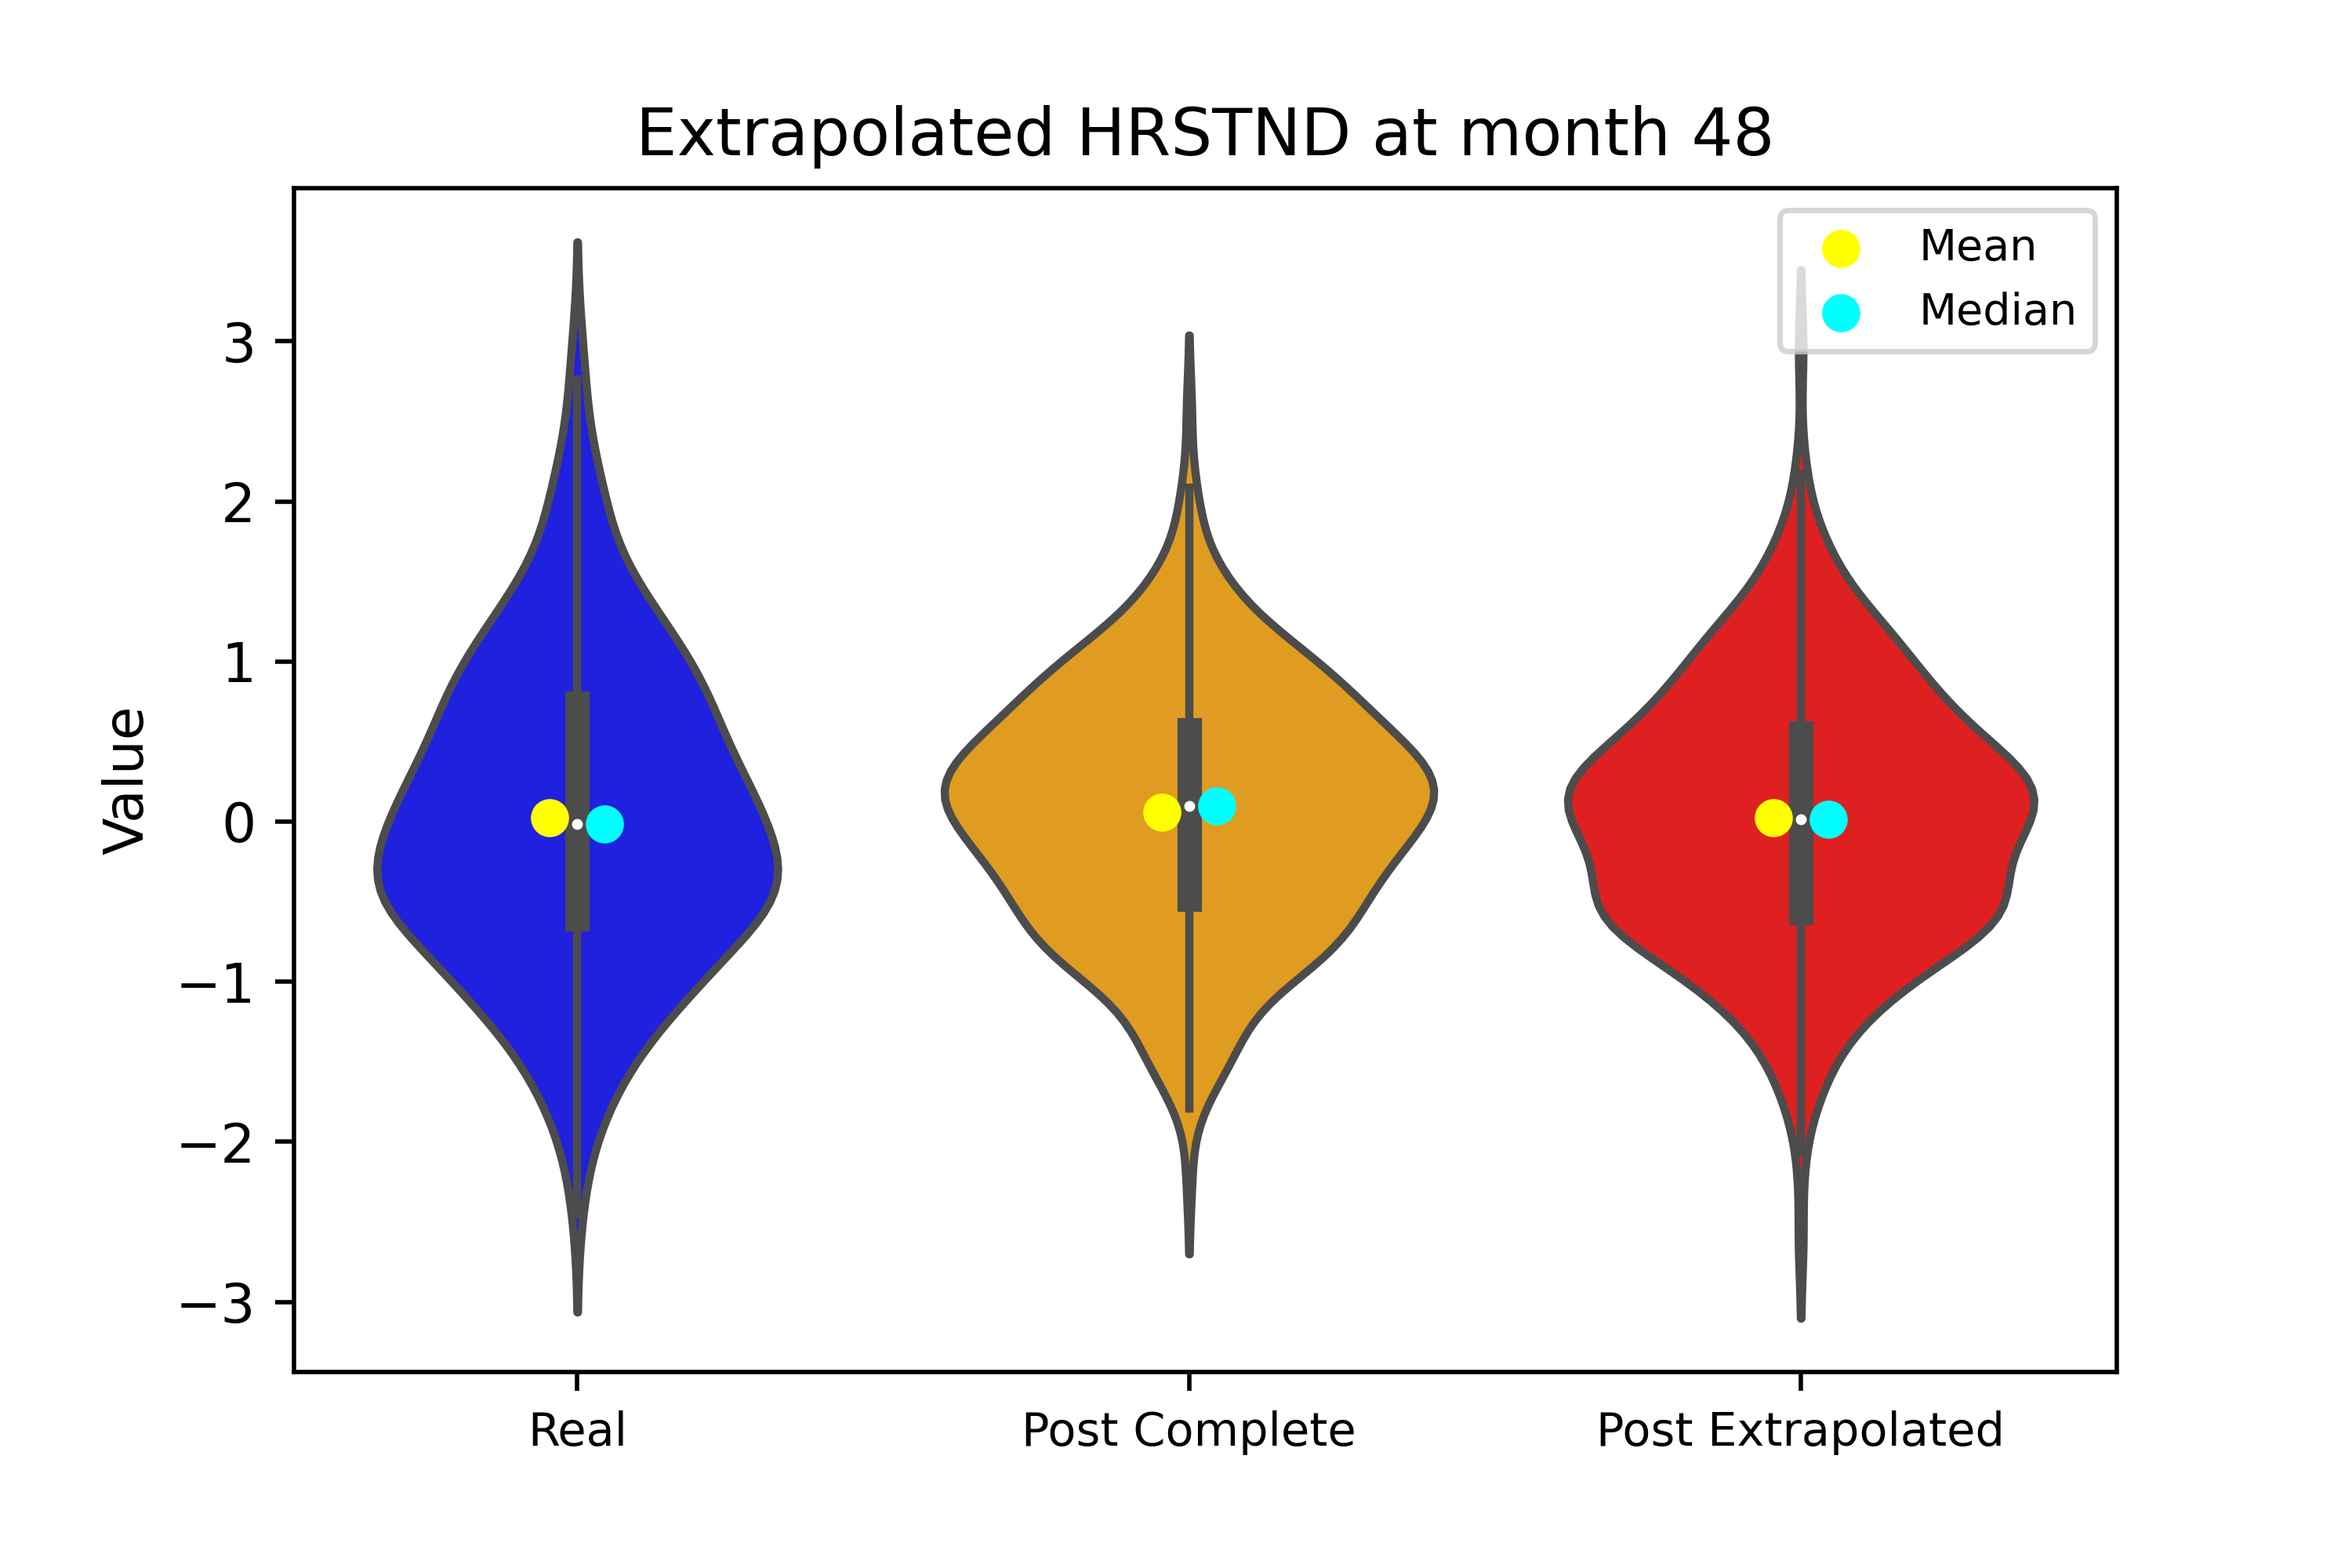 Extrapolated HRSTND at month 48
Mean
Median
3
2
1
0
−1
−2
−3
Value
Real
Post Complete
Post Extrapolated